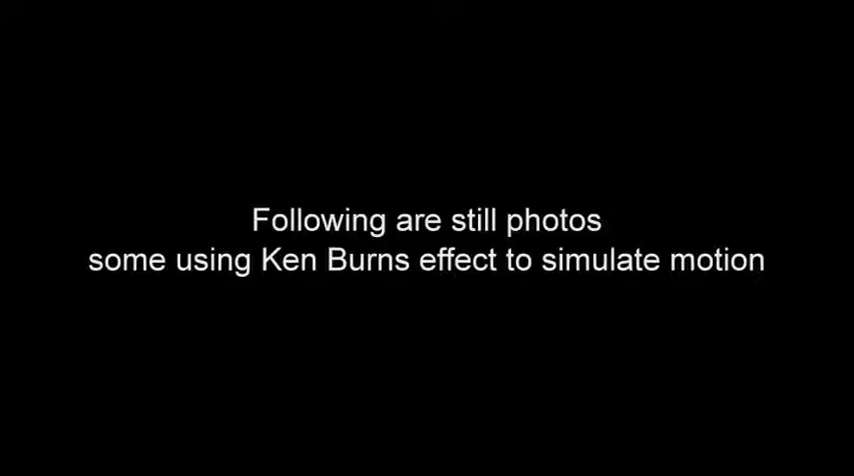 Following are still photos
some using Ken Burns effect to simulate motion